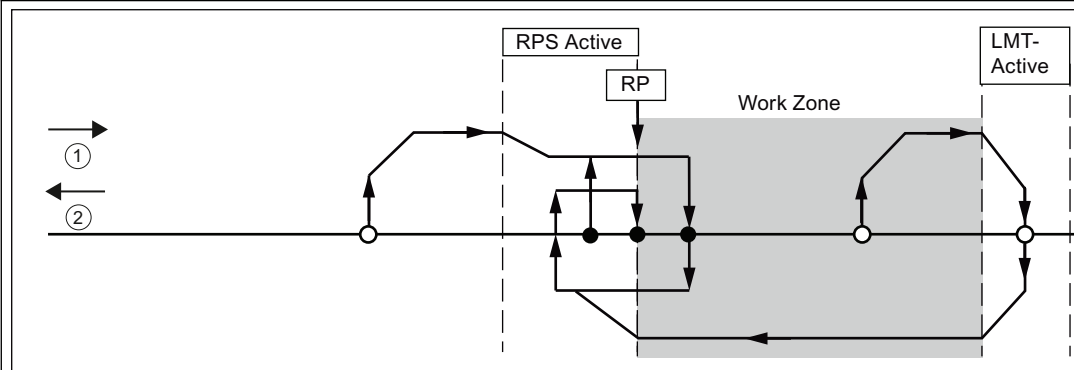 RPS Active
LMT-
Active
RP
Work Zone
1
2